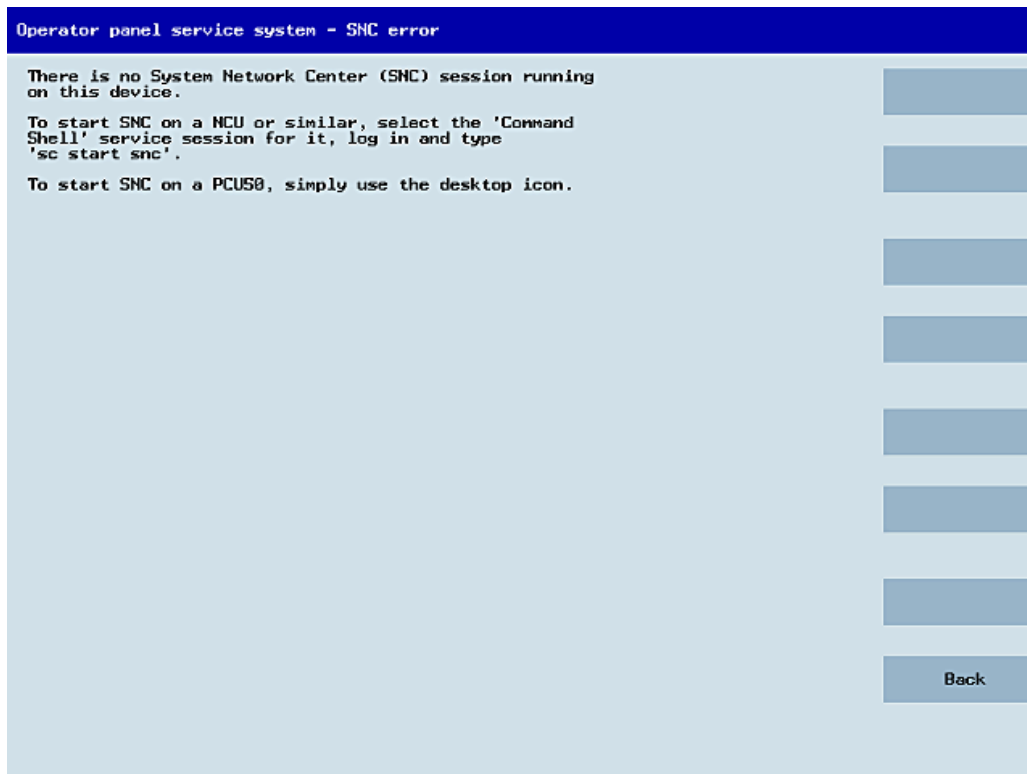 Operator panel service system - SNC error
There is no System Network Center (SNC) session running
on this device.
To start SNC on a NCU or similar, select the 'Command
Shell' service session for it, log in and type
'sc start snc'.
To start SNC on a PCU50, simply use the desktop icon.
Back